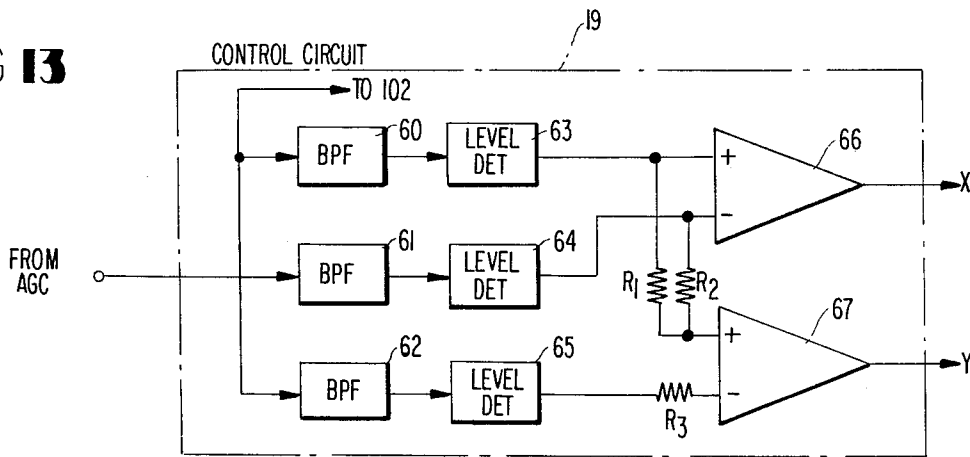 G 13
19
CONTROL CIRCUIT
TO 102
60
BPF
63
LEVEL
DET
66
+
-
X
FROM
AGC
61
BPF
64
LEVEL
DET
R1
R2
67
+
-
Y
62
BPF
65
LEVEL
DET
R3